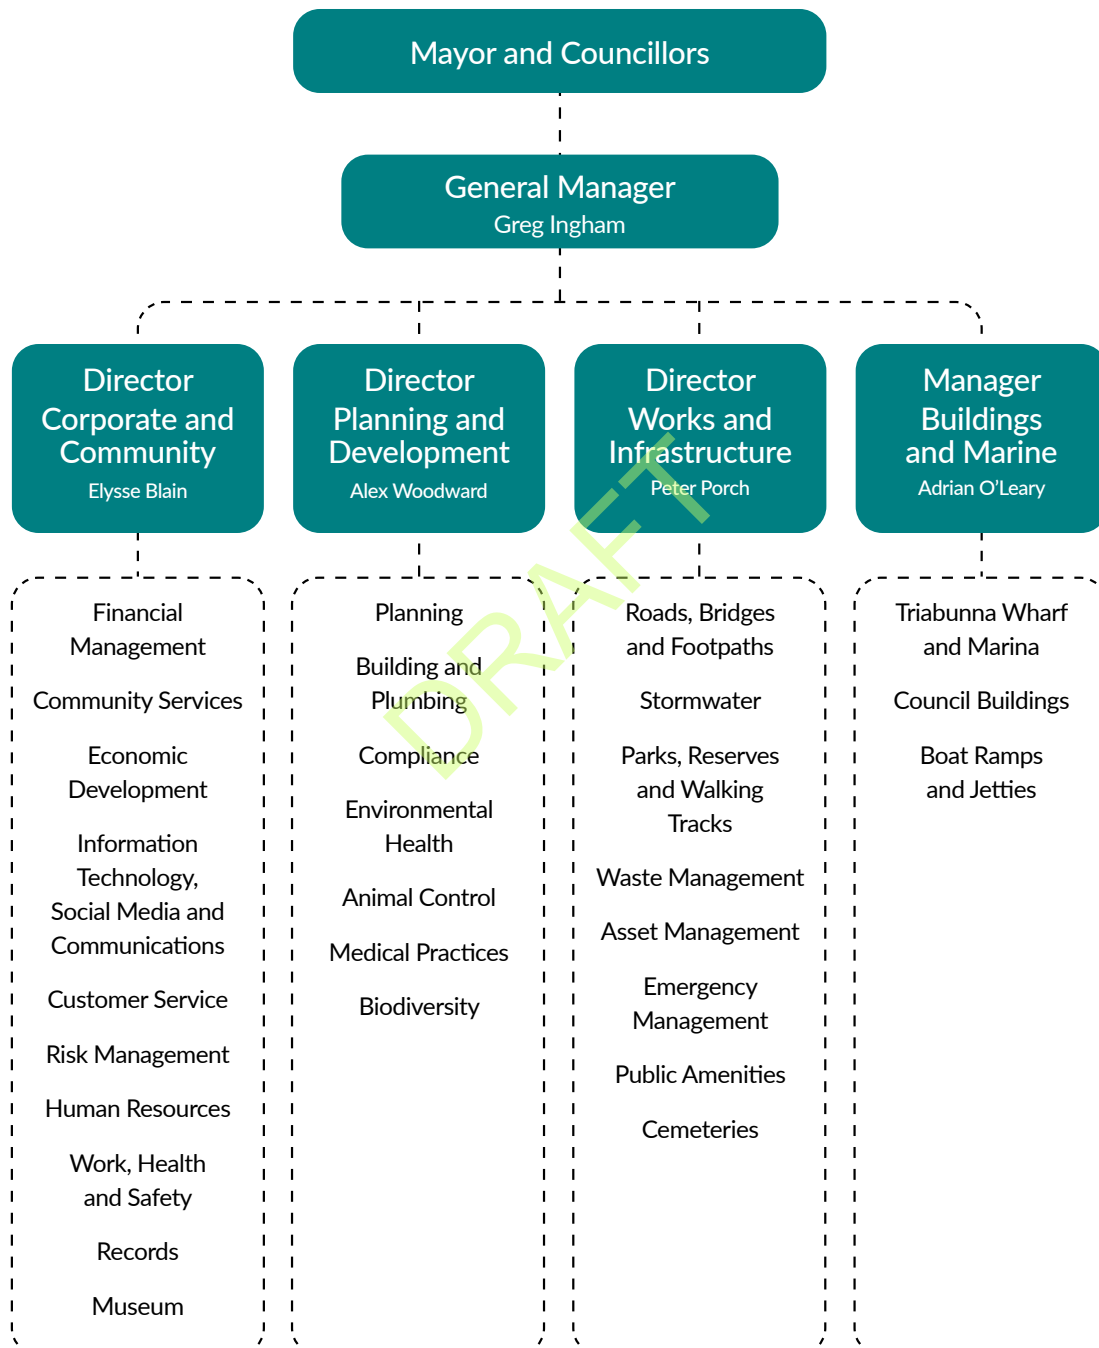 Mayor and Councillors
General Manager
Greg Ingham
Director
Corporate and
Community
Elysse Blain
Director
Planning and
Development
Alex Woodward
Director
Works and
Infrastructure
Peter Porch
Manager
Buildings
and Marine
Adrian O’Leary
Financial
Management
Community Services
Economic
Development
Information
Technology,
Social Media and
Communications
Customer Service
Risk Management
Human Resources
Work, Health
and Safety
Records
Museum
Planning
Building and
Plumbing
Compliance
Environmental
Health
Animal Control
Medical Practices
Biodiversity
Roads, Bridges
and Footpaths
Stormwater
Parks, Reserves
and Walking
Tracks
Waste Management
Asset Management
Emergency
Management
Public Amenities
Cemeteries
Triabunna Wharf
and Marina
Council Buildings
Boat Ramps
and Jetties
DRAFT